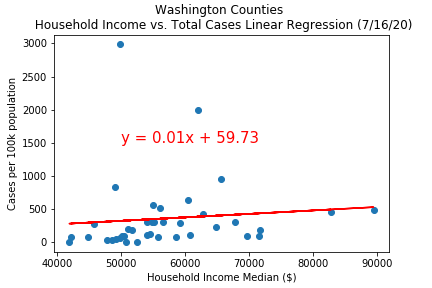 Washington Counties
Household Income vs. Total Cases Linear Regression (7/16/20)
3000
2500
2000
1500
1000
500
0
Cases per 100k population
y = 0.01x + 59.73
40000 50000 60000 70000 80000 90000
Household Income Median ($)